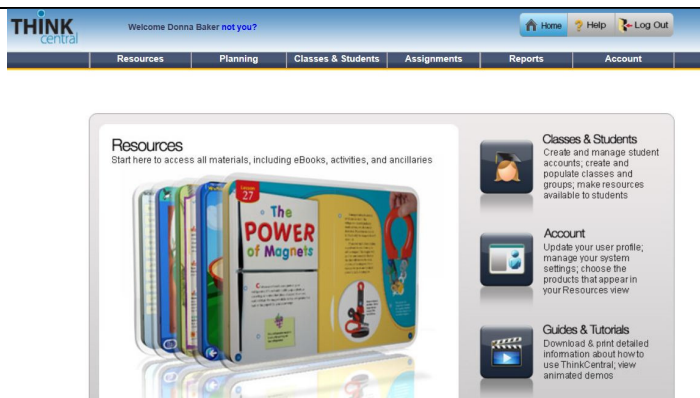 THiNK
central
Welcome Donna Baker not you?
Home
Help
Log Out
Resources
Planning
Classes & Students
Assignments
Reports
Account
Resources
Start here to access all materials, including eBooks, activities, and ancillaries
Lesson
27
The
POWER
of Magnets
Classes & Students
Create and manage student
accounts; create and
populate classes and
groups; make resources
available to students
Account
Update your user profile;
manage your system
settings; choose the
products that appear in
your Resources view
Guides & Tutorials
Download & print detailed
information about how to
use ThinkCentral; view
animated demos